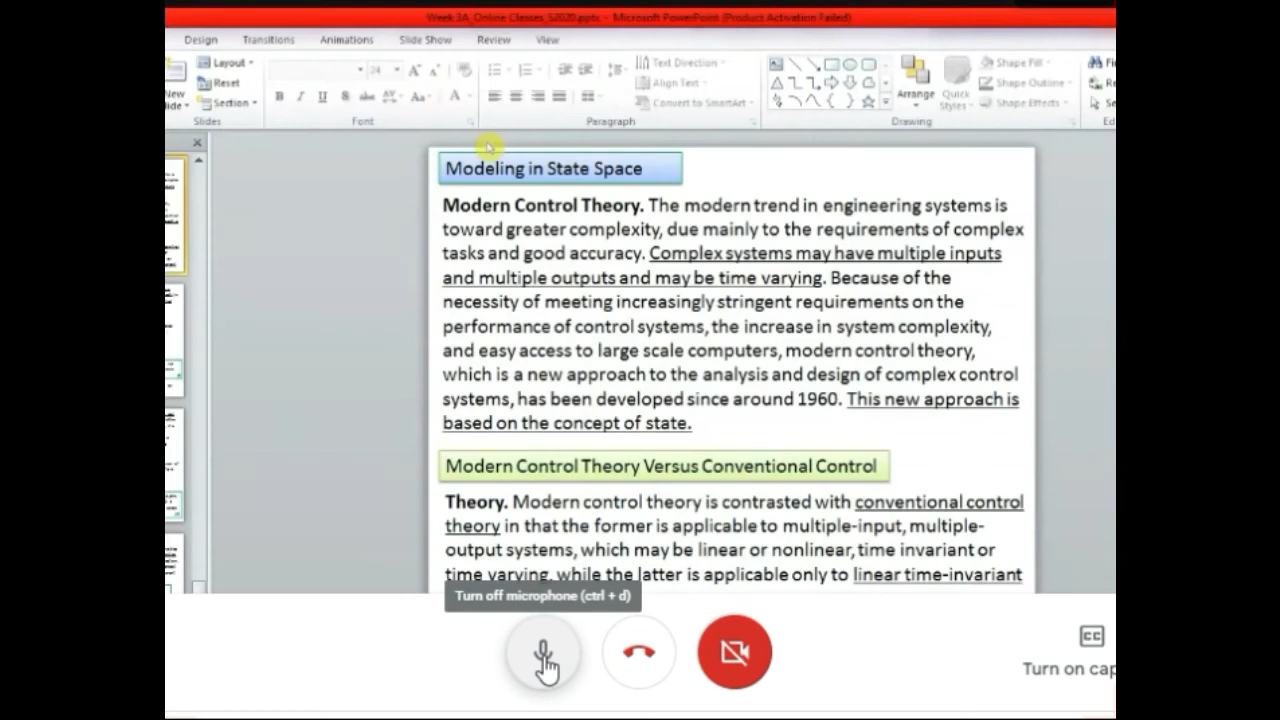 Week 3A_Online Classes_S2020.pptx - Microsoft PowerPoint (Product Activation Failed)
Design Transitions Animations Slide Show Review View
Layout
Reset
New
Slide
Section
Slides
24
B I U S abc AV Aa A
Font
Text Direction
Align Text
Convert to SmartArt
Paragraph
Arrange
Quick
Styles
Shape Fill
Shape Outline
Shape Effects
Drawing
Modeling in State Space
Modern Control Theory. The modern trend in engineering systems is
toward greater complexity, due mainly to the requirements of complex
tasks and good accuracy. Complex systems may have multiple inputs
and multiple outputs and may be time varying. Because of the
necessity of meeting increasingly stringent requirements on the
performance of control systems, the increase in system complexity,
and easy access to large scale computers, modern control theory,
which is a new approach to the analysis and design of complex control
systems, has been developed since around 1960. This new approach is
based on the concept of state.
Modern Control Theory Versus Conventional Control
Theory. Modern control theory is contrasted with conventional control
theory in that the former is applicable to multiple-input, multiple-
output systems, which may be linear or nonlinear, time invariant or
time varying, while the latter is applicable only to linear time-invariant
Turn off microphone (ctrl + d)
CC
Turn on cap